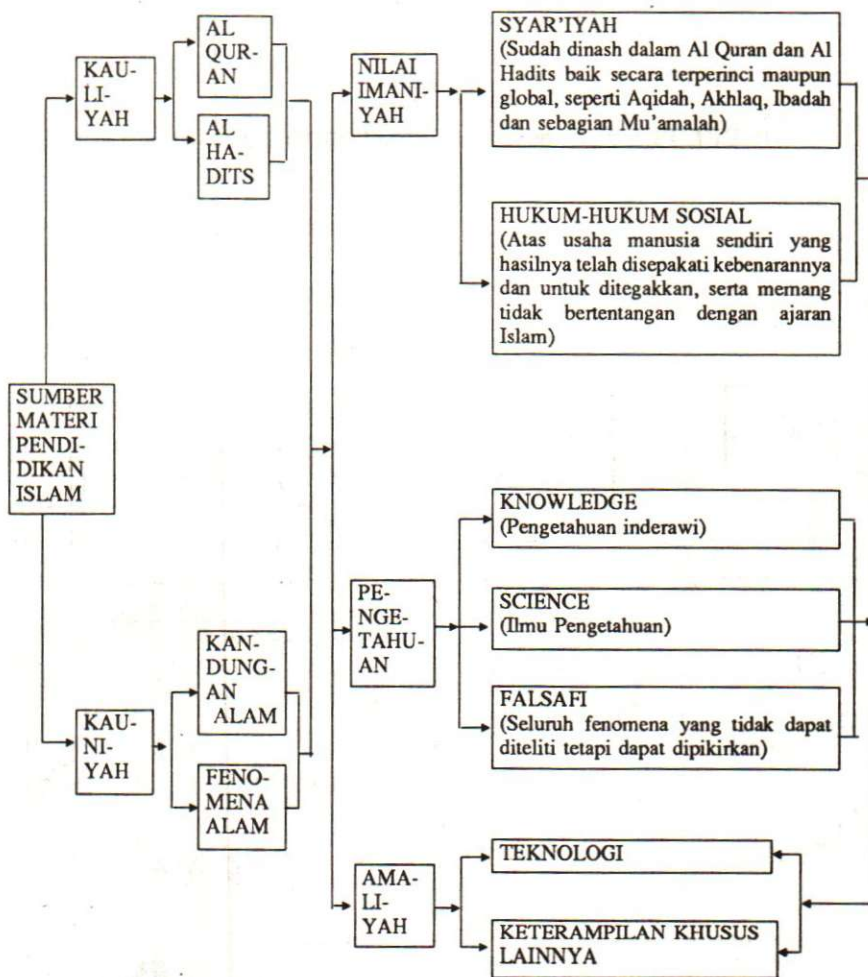 SUMBER
MATERI
PENDI-
DIKAN
ISLAM
KAU-
LI-
YAH
AL
QUR-
AN
AL
HA-
DITS
KAU-
NI-
YAH
KAN-
DUNG-
AN
ALAM
FENO-
MENA
ALAM
NILAI
IMANI-
YAH
SYAR'IYAH
(Sudah dinash dalam Al Quran dan Al
Hadits baik secara terperinci maupun
global, seperti Aqidah, Akhlaq, Ibadah
dan sebagian Mu'amalah)
HUKUM-HUKUM SOSIAL
(Atas usaha manusia sendiri yang
hasilnya telah disepakati kebenarannya
dan untuk ditegakkan, serta memang
tidak bertentangan dengan ajaran
Islam)
PE-
NGE-
TAHU-
AN
KNOWLEDGE
(Pengetahuan inderawi)
SCIENCE
(Ilmu Pengetahuan)
FALSAFI
(Seluruh fenomena yang tidak dapat
diteliti tetapi dapat dipikirkan)
AMA-
LI-
YAH
TEKNOLOGI
KETERAMPILAN KHUSUS
LAINNYA